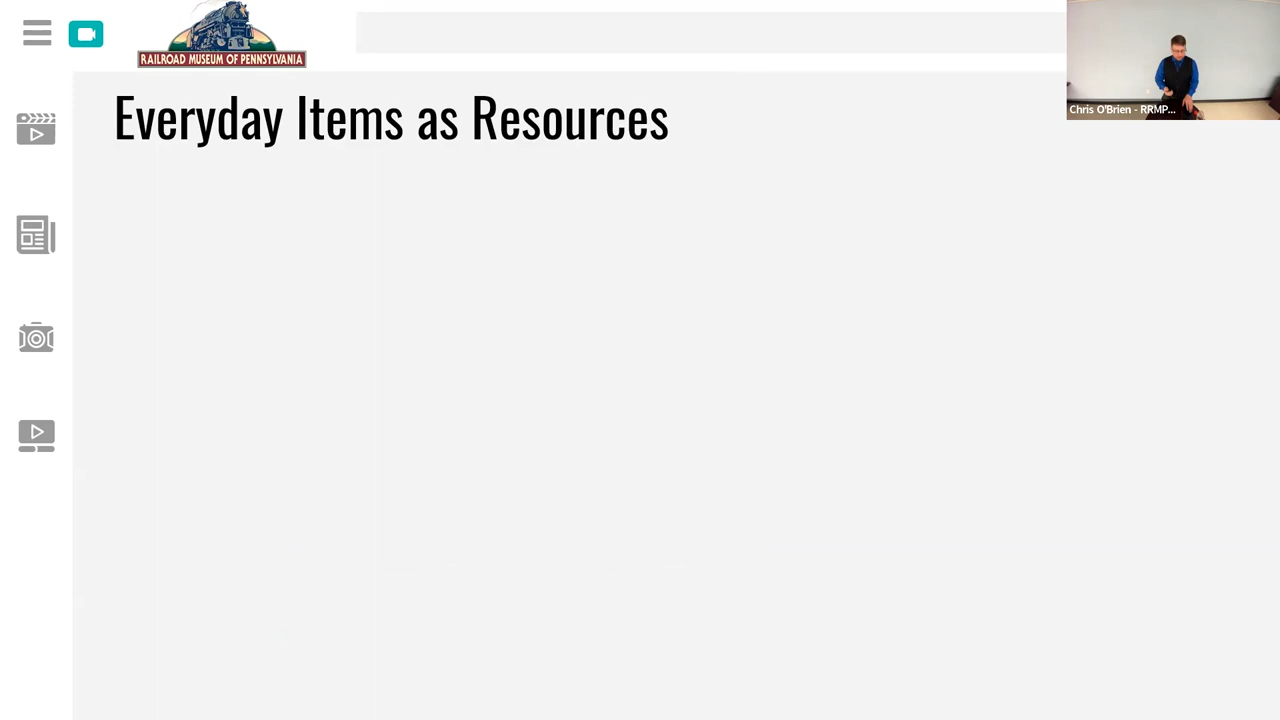 RAILROAD MUSEUM OF PENNSYLVANIA
Chris O'Brien - RRMP...
Everyday Items as Resources